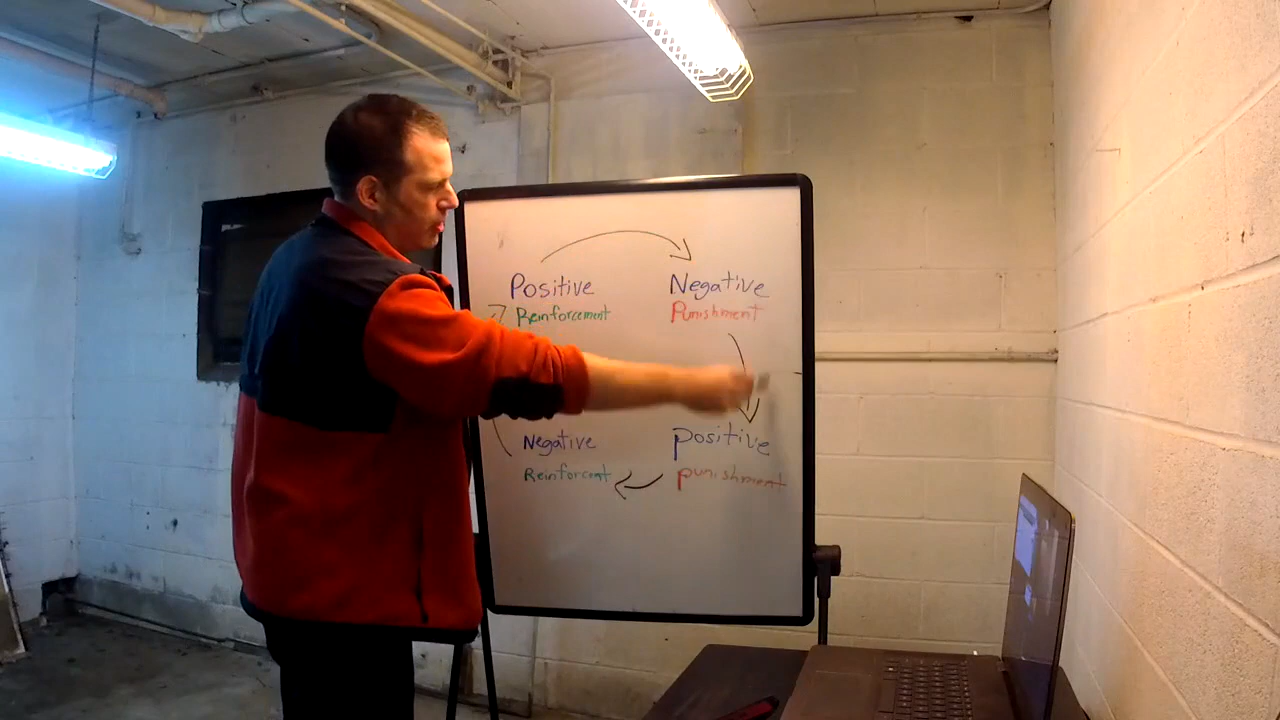 Positive
Reinforcement
Negative
Punishment
Negative
Reinforcent
positive
punishment